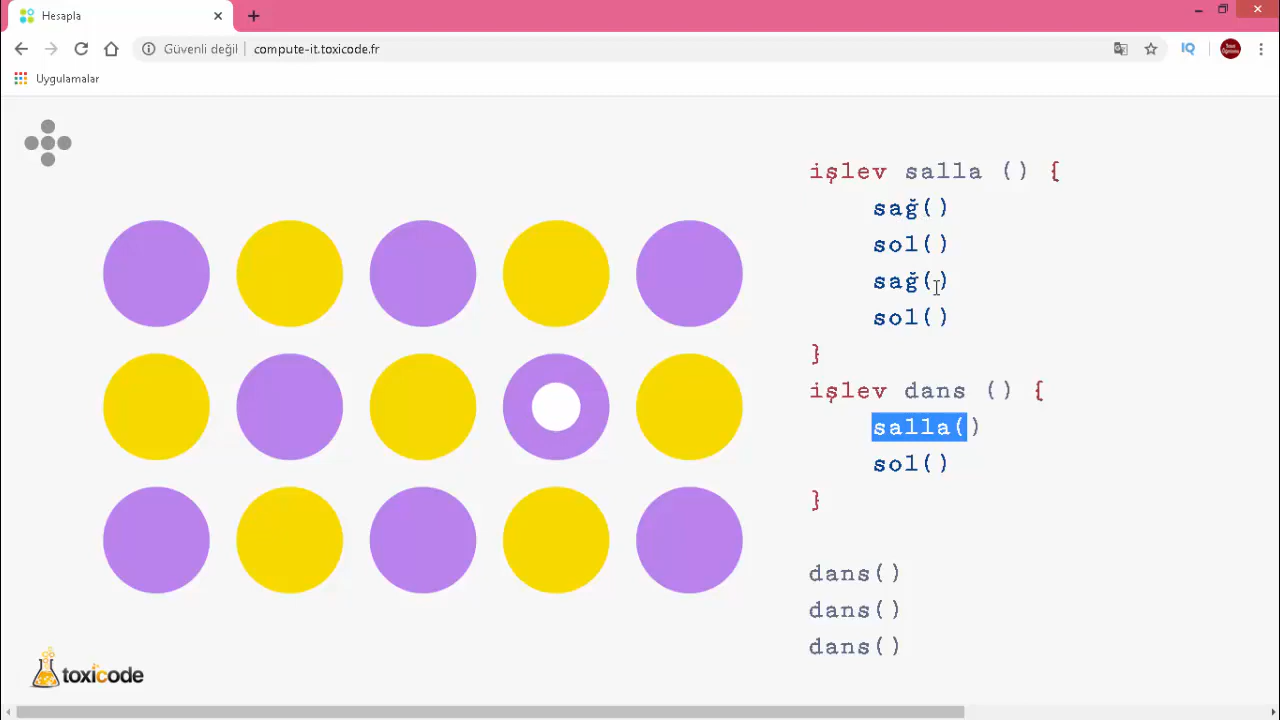 Hesapla
Güvenli değil
compute-it.toxicode.fr
IQ
Uygulamalar
işlev salla () {
sağ()
sol()
sağ()
sol()
}
işlev dans () {
salla()
sol()
}
dans()
dans()
dans()
toxicode